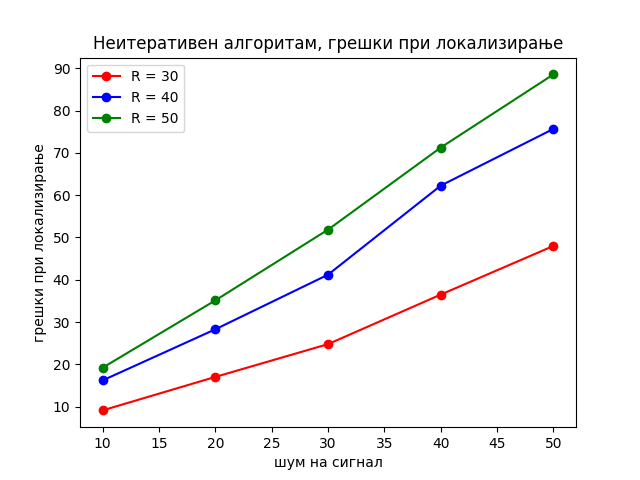 Неитеративен алгоритам, грешки при локализирање
R = 30
R = 40
R = 50
грешки при локализирање
90
80
70
60
50
40
30
20
10
10 15 20 25 30 35 40 45 50
шум на сигнал